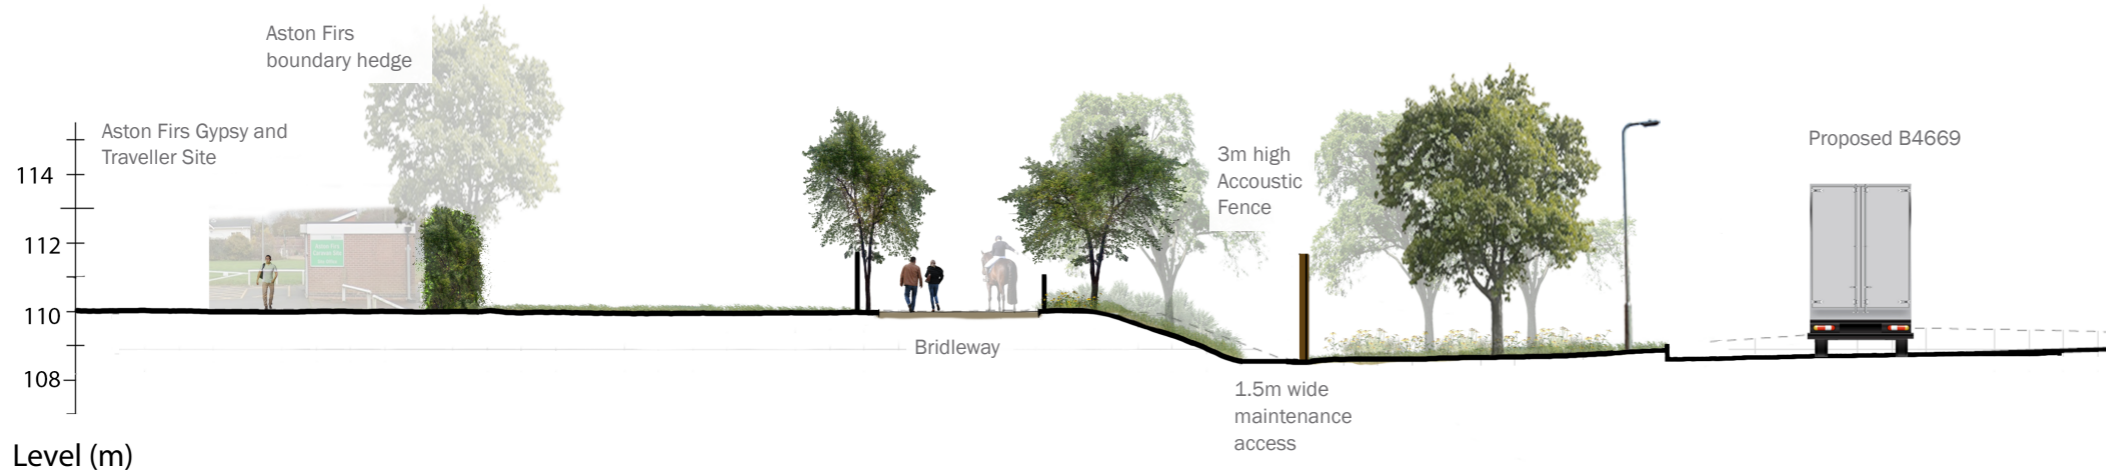 Aston Firs
boundary hedge
Aston Firs Gypsy and
Traveller Site
114
112
110
108
Level (m)
Bridleway
3m high
Accoustic
Fence
1.5m wide
maintenance
access
Proposed B4669